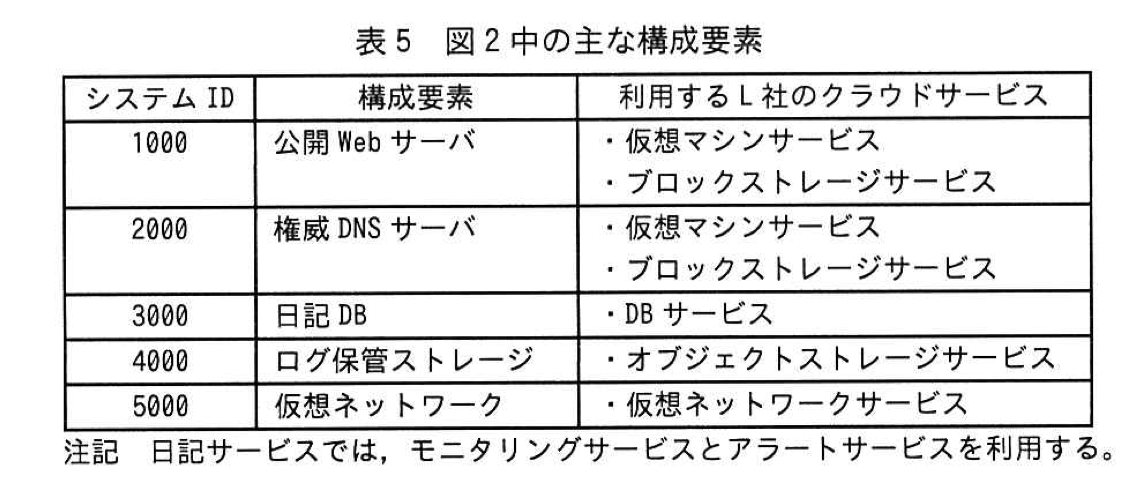 表5 図2中の主な構成要素
システム ID 構成要素 利用する L 社のクラウドサービス
1000 公開 Web サーバ ・仮想マシンサービス
・ブロックストレージサービス
2000 権威 DNS サーバ ・仮想マシンサービス
・ブロックストレージサービス
3000 日記 DB ・DB サービス
4000 ログ保管ストレージ ・オブジェクトストレージサービス
5000 仮想ネットワーク ・仮想ネットワークサービス
注記 日記サービスでは，モニタリングサービスとアラートサービスを利用する。